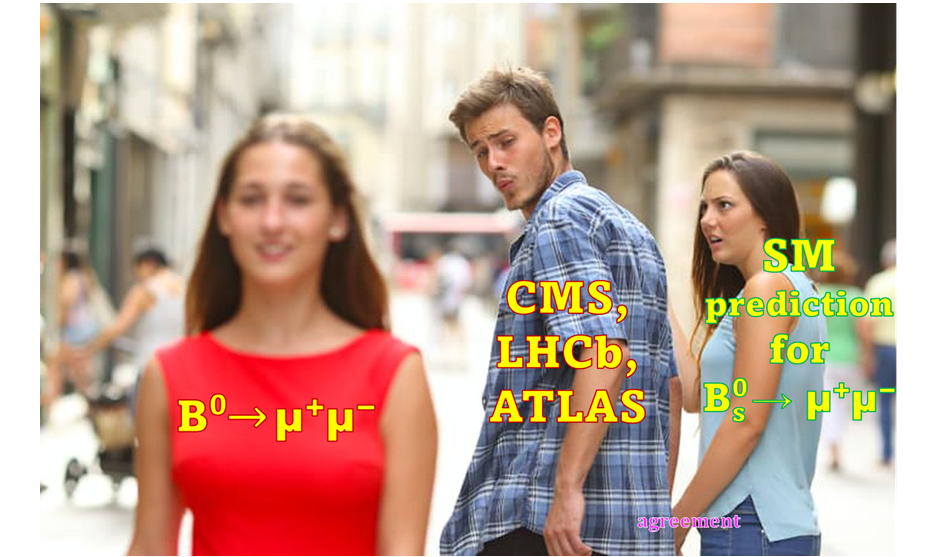 B⁰→ μ⁺μ⁻
CMS,
LHCb,
ATLAS
SM
prediction
for
B⁰ₛ→ μ⁺μ⁻
agreement